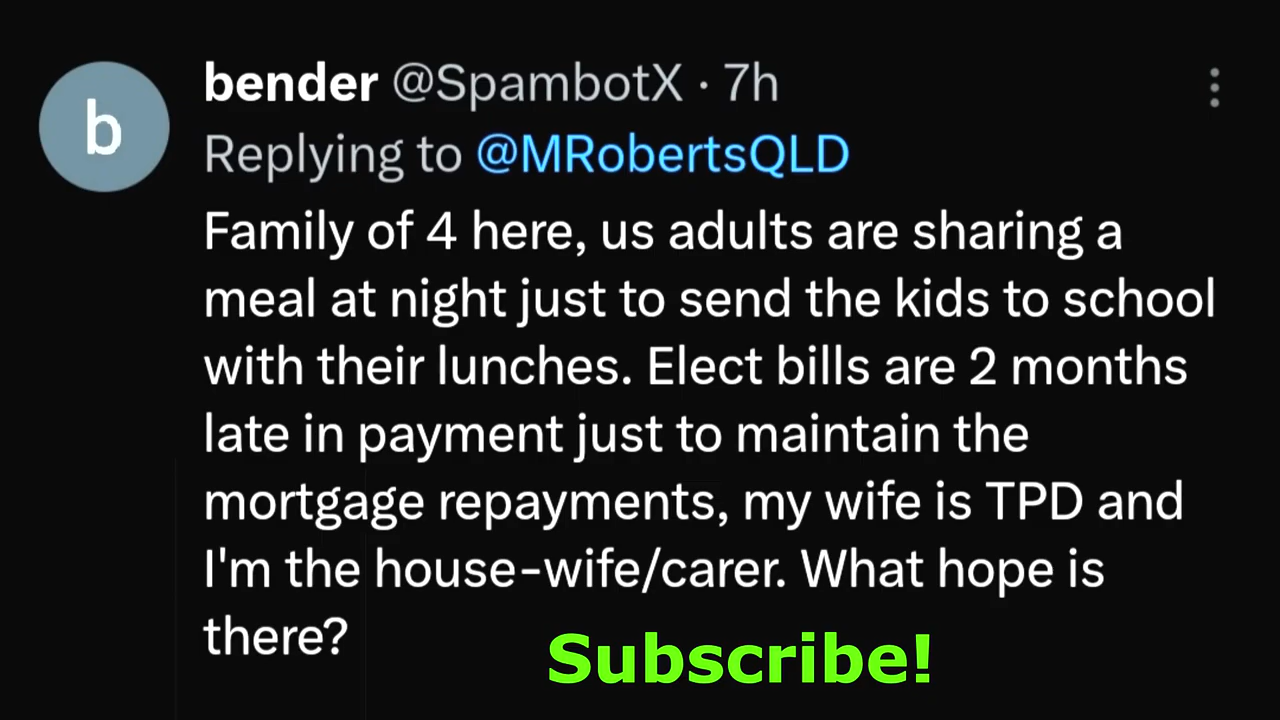 b
bender @SpambotX · 7h
Replying to @MRobertsQLD
Family of 4 here, us adults are sharing a
meal at night just to send the kids to school
with their lunches. Elect bills are 2 months
late in payment just to maintain the
mortgage repayments, my wife is TPD and
I'm the house-wife/carer. What hope is
there?
Subscribe!